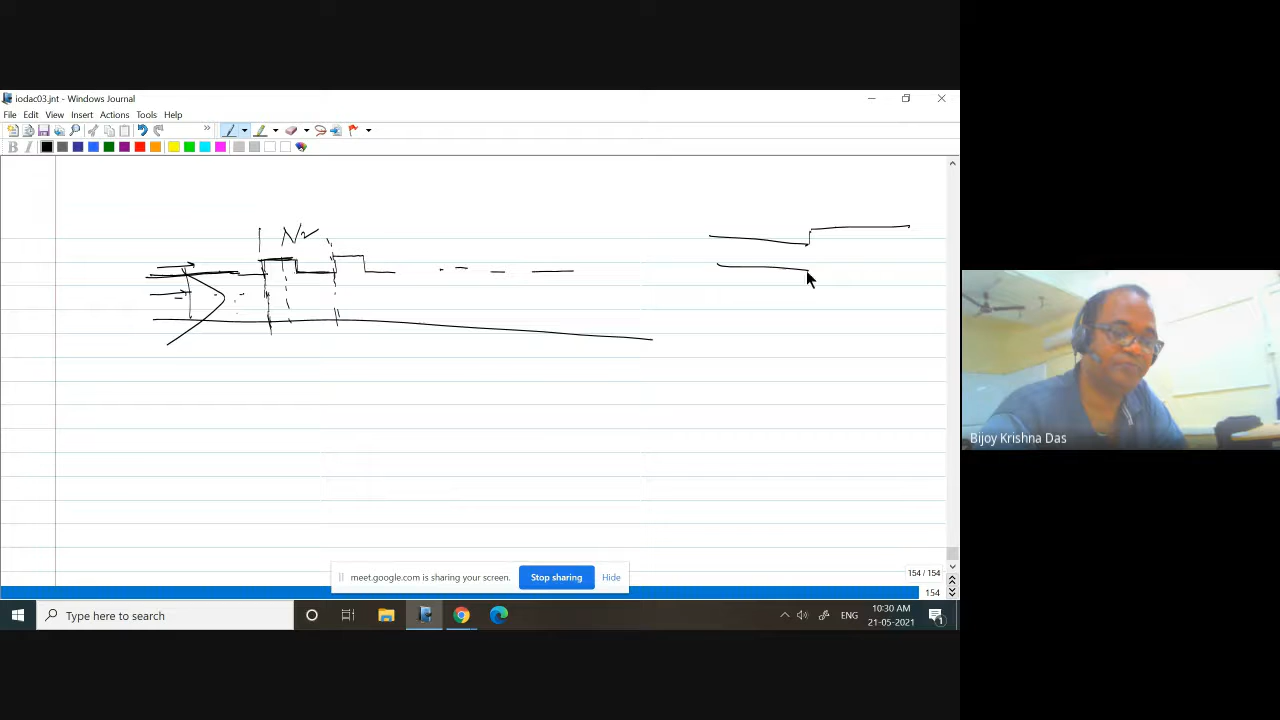 iodac03.jnt - Windows Journal
File Edit View Insert Actions Tools Help
B I
154 / 154
154
meet.google.com is sharing your screen. Stop sharing Hide
Type here to search
ENG
10:30 AM
21-05-2021
1
Bijoy Krishna Das